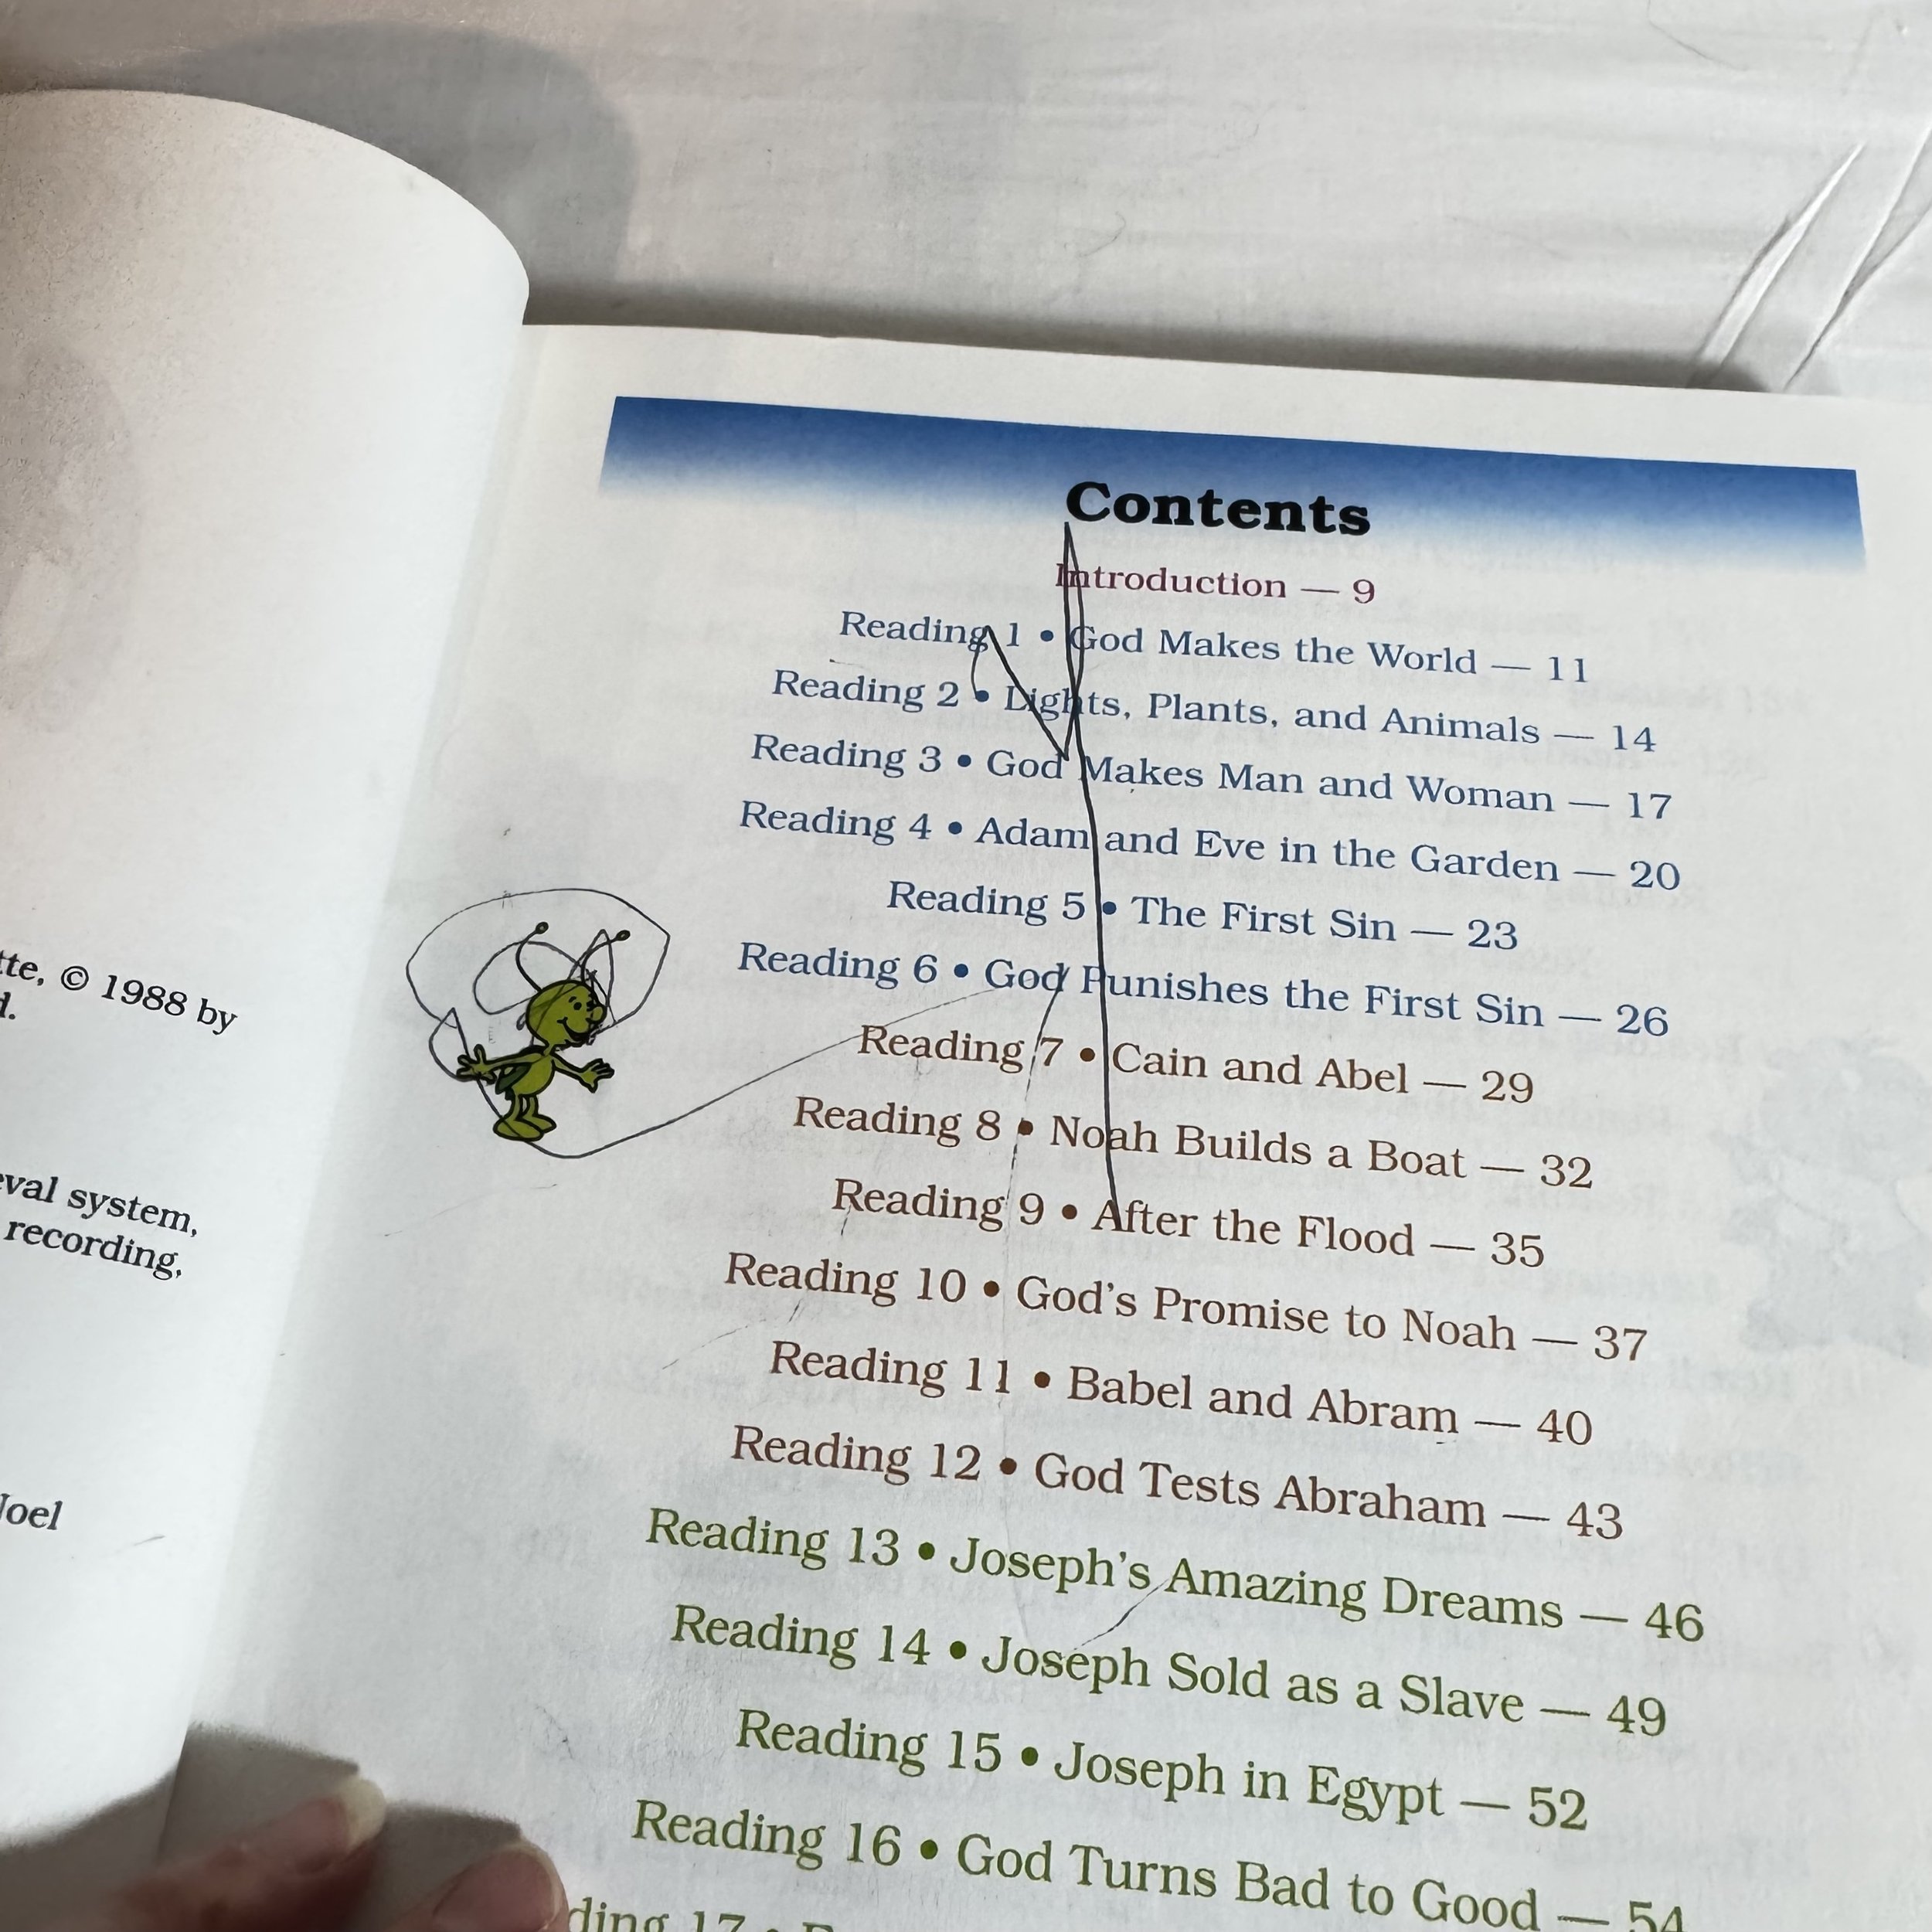 tte, © 1988 by
d.
eval system,
recording,
Joel
Contents
Introduction — 9
Reading 1 • God Makes the World — 11
Reading 2 • Lights, Plants, and Animals — 14
Reading 3 • God Makes Man and Woman — 17
Reading 4 • Adam and Eve in the Garden — 20
Reading 5 • The First Sin — 23
Reading 6 • God Punishes the First Sin — 26
Reading 7 • Cain and Abel — 29
Reading 8 • Noah Builds a Boat — 32
Reading 9 • After the Flood — 35
Reading 10 • God's Promise to Noah — 37
Reading 11 • Babel and Abram — 40
Reading 12 • God Tests Abraham — 43
Reading 13 • Joseph's Amazing Dreams — 46
Reading 14 • Joseph Sold as a Slave — 49
Reading 15 • Joseph in Egypt — 52
Reading 16 • God Turns Bad to Good — 54
ding 17 •